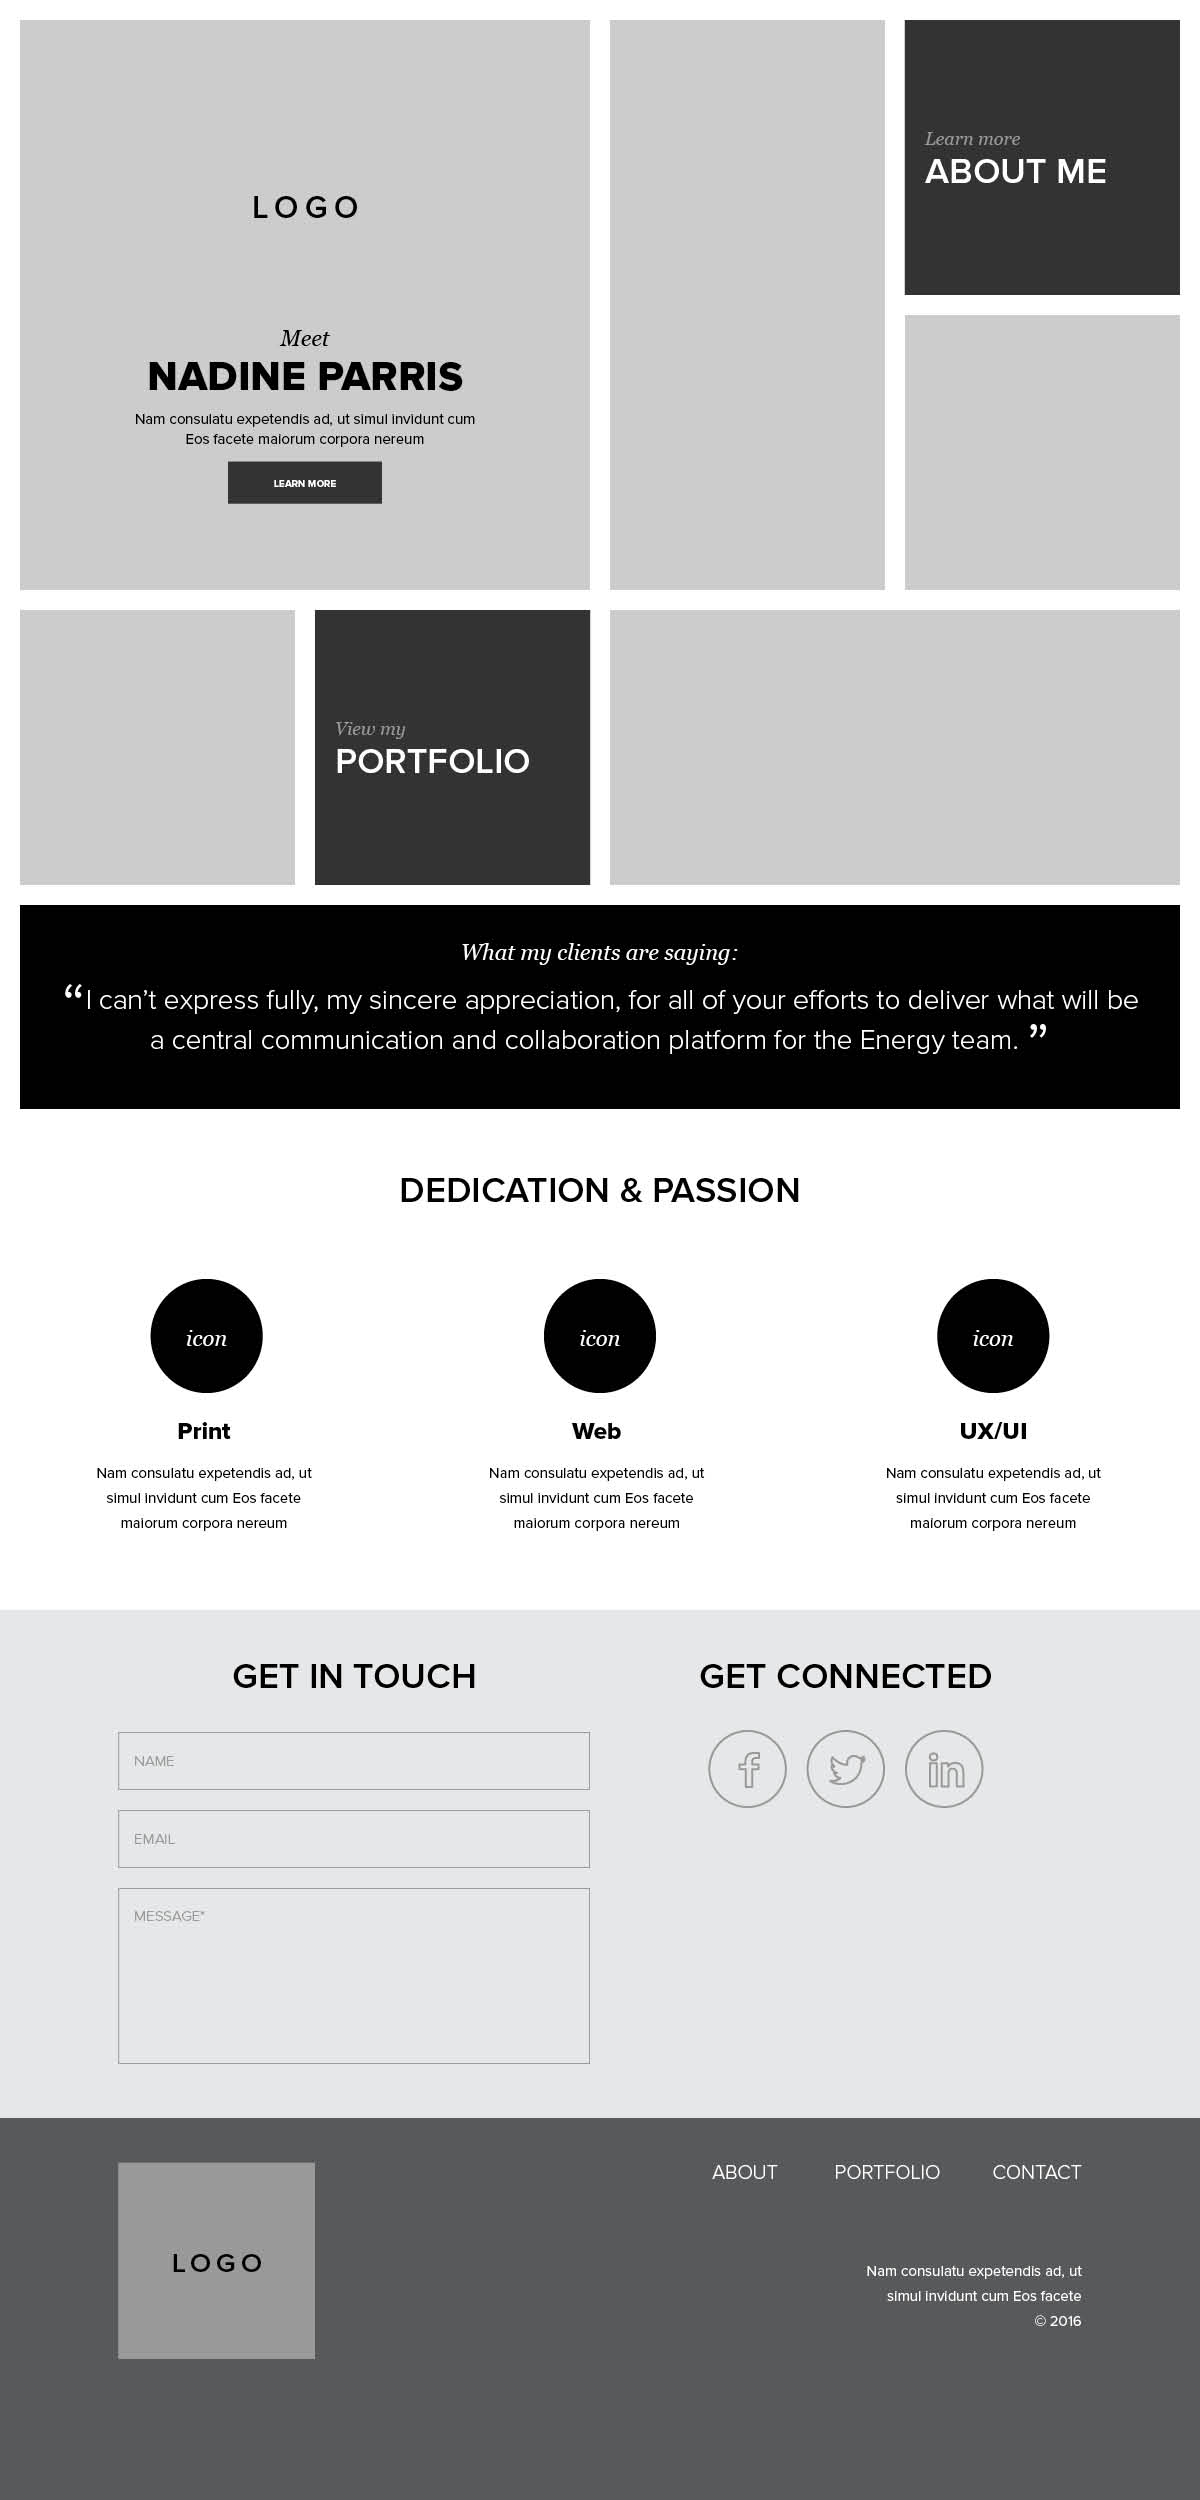 LOGO
Meet
NADINE PARRIS
Nam consulatu expetendis ad, ut simul invidunt cum
Eos facete maiorum corpora nereum
LEARN MORE
Learn more
ABOUT ME
View my
PORTFOLIO
What my clients are saying:
“I can’t express fully, my sincere appreciation, for all of your efforts to deliver what will be
a central communication and collaboration platform for the Energy team. ”
DEDICATION & PASSION
icon
Print
Nam consulatu expetendis ad, ut
simul invidunt cum Eos facete
maiorum corpora nereum
icon
Web
Nam consulatu expetendis ad, ut
simul invidunt cum Eos facete
maiorum corpora nereum
icon
UX/UI
Nam consulatu expetendis ad, ut
simul invidunt cum Eos facete
maiorum corpora nereum
GET IN TOUCH
NAME
EMAIL
MESSAGE*
GET CONNECTED
f
in
LOGO
ABOUT PORTFOLIO CONTACT
Nam consulatu expetendis ad, ut
simul invidunt cum Eos facete
© 2016